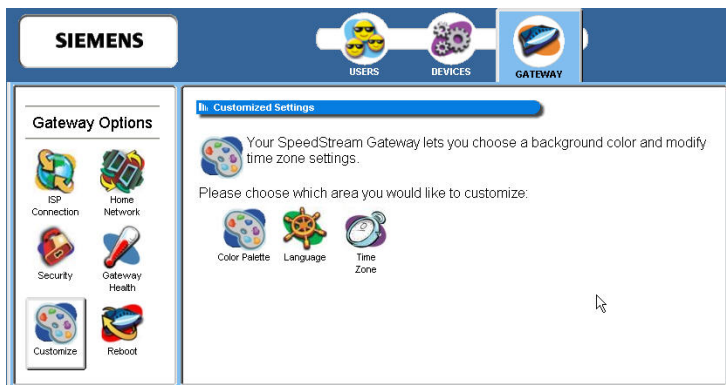 SIEMENS
USERS
DEVICES
GATEWAY
Gateway Options
ISP
Connection
Home
Network
Security
Gateway
Health
Customize
Reboot
Customized Settings
Your SpeedStream Gateway lets you choose a background color and modify
time zone settings.
Please choose which area you would like to customize:
Color Palette
Language
Time
Zone